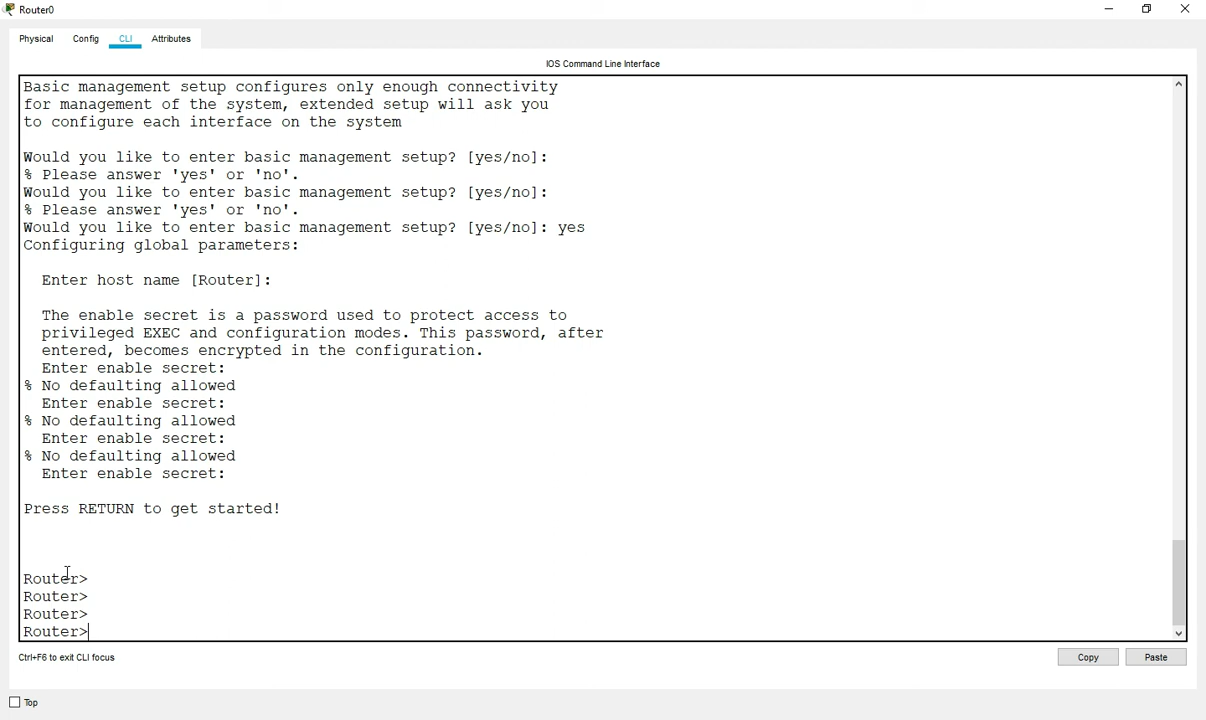 Router0
Physical Config CLI Attributes
IOS Command Line Interface
Basic management setup configures only enough connectivity
for management of the system, extended setup will ask you
to configure each interface on the system
Would you like to enter basic management setup? [yes/no]:
% Please answer 'yes' or 'no'.
Would you like to enter basic management setup? [yes/no]:
% Please answer 'yes' or 'no'.
Would you like to enter basic management setup? [yes/no]: yes
Configuring global parameters:
Enter host name [Router]:
The enable secret is a password used to protect access to
privileged EXEC and configuration modes. This password, after
entered, becomes encrypted in the configuration.
Enter enable secret:
% No defaulting allowed
Enter enable secret:
% No defaulting allowed
Enter enable secret:
% No defaulting allowed
Enter enable secret:
Press RETURN to get started!
Router>
Router>
Router>
Router>
Ctrl+F6 to exit CLI focus
Copy Paste
Top